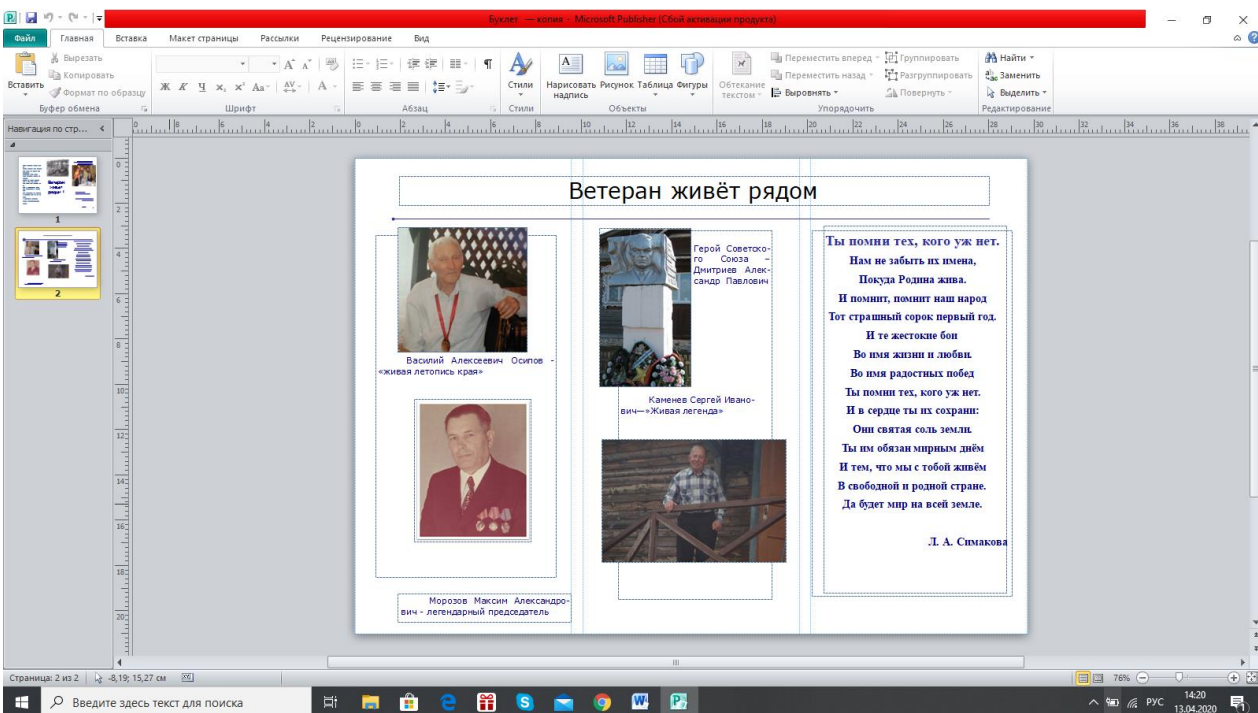 Буклет — копия - Microsoft Publisher (Сбой активации продукта)
Файл Главная Вставка Макет страницы Рассылки Рецензирование Вид
Вставить
Вырезать
Копировать
Формат по образцу
Буфер обмена
Ж К Ч
Шрифт
Абзац
Стили
Стили
Нарисовать надпись
Рисунок
Таблица
Фигуры
Объекты
Обтекание текстом
Переместить вперед
Переместить назад
Выровнять
Группировать
Разгруппировать
Повернуть
Упорядочить
Найти
Заменить
Выделить
Редактирование
Навигация по стр...
1
2
Ветеран живёт рядом
Василий Алексеевич Осипов -
«живая летопись края»
Морозов Максим Александро-
вич - легендарный председатель
Герой Советско-
го Союза –
Дмитриев Алек-
сандр Павлович
Каменев Сергей Ивано-
вич—»Живая легенда»
Ты помни тех, кого уж нет.
Нам не забыть их имена,
Покуда Родина жива.
И помнит, помнит наш народ
Тот страшный сорок первый год.
И те жестокие бои
Во имя жизни и любви.
Во имя радостных побед
Ты помни тех, кого уж нет.
И в сердце ты их сохрани:
Они святая соль земли.
Ты им обязан мирным днём
И тем, что мы с тобой живём
В свободной и родной стране.
Да будет мир на всей земле.
Л. А. Симакова
Страница: 2 из 2
-8,19; 15,27 см
76%
Введите здесь текст для поиска
РУС
14:20
13.04.2020